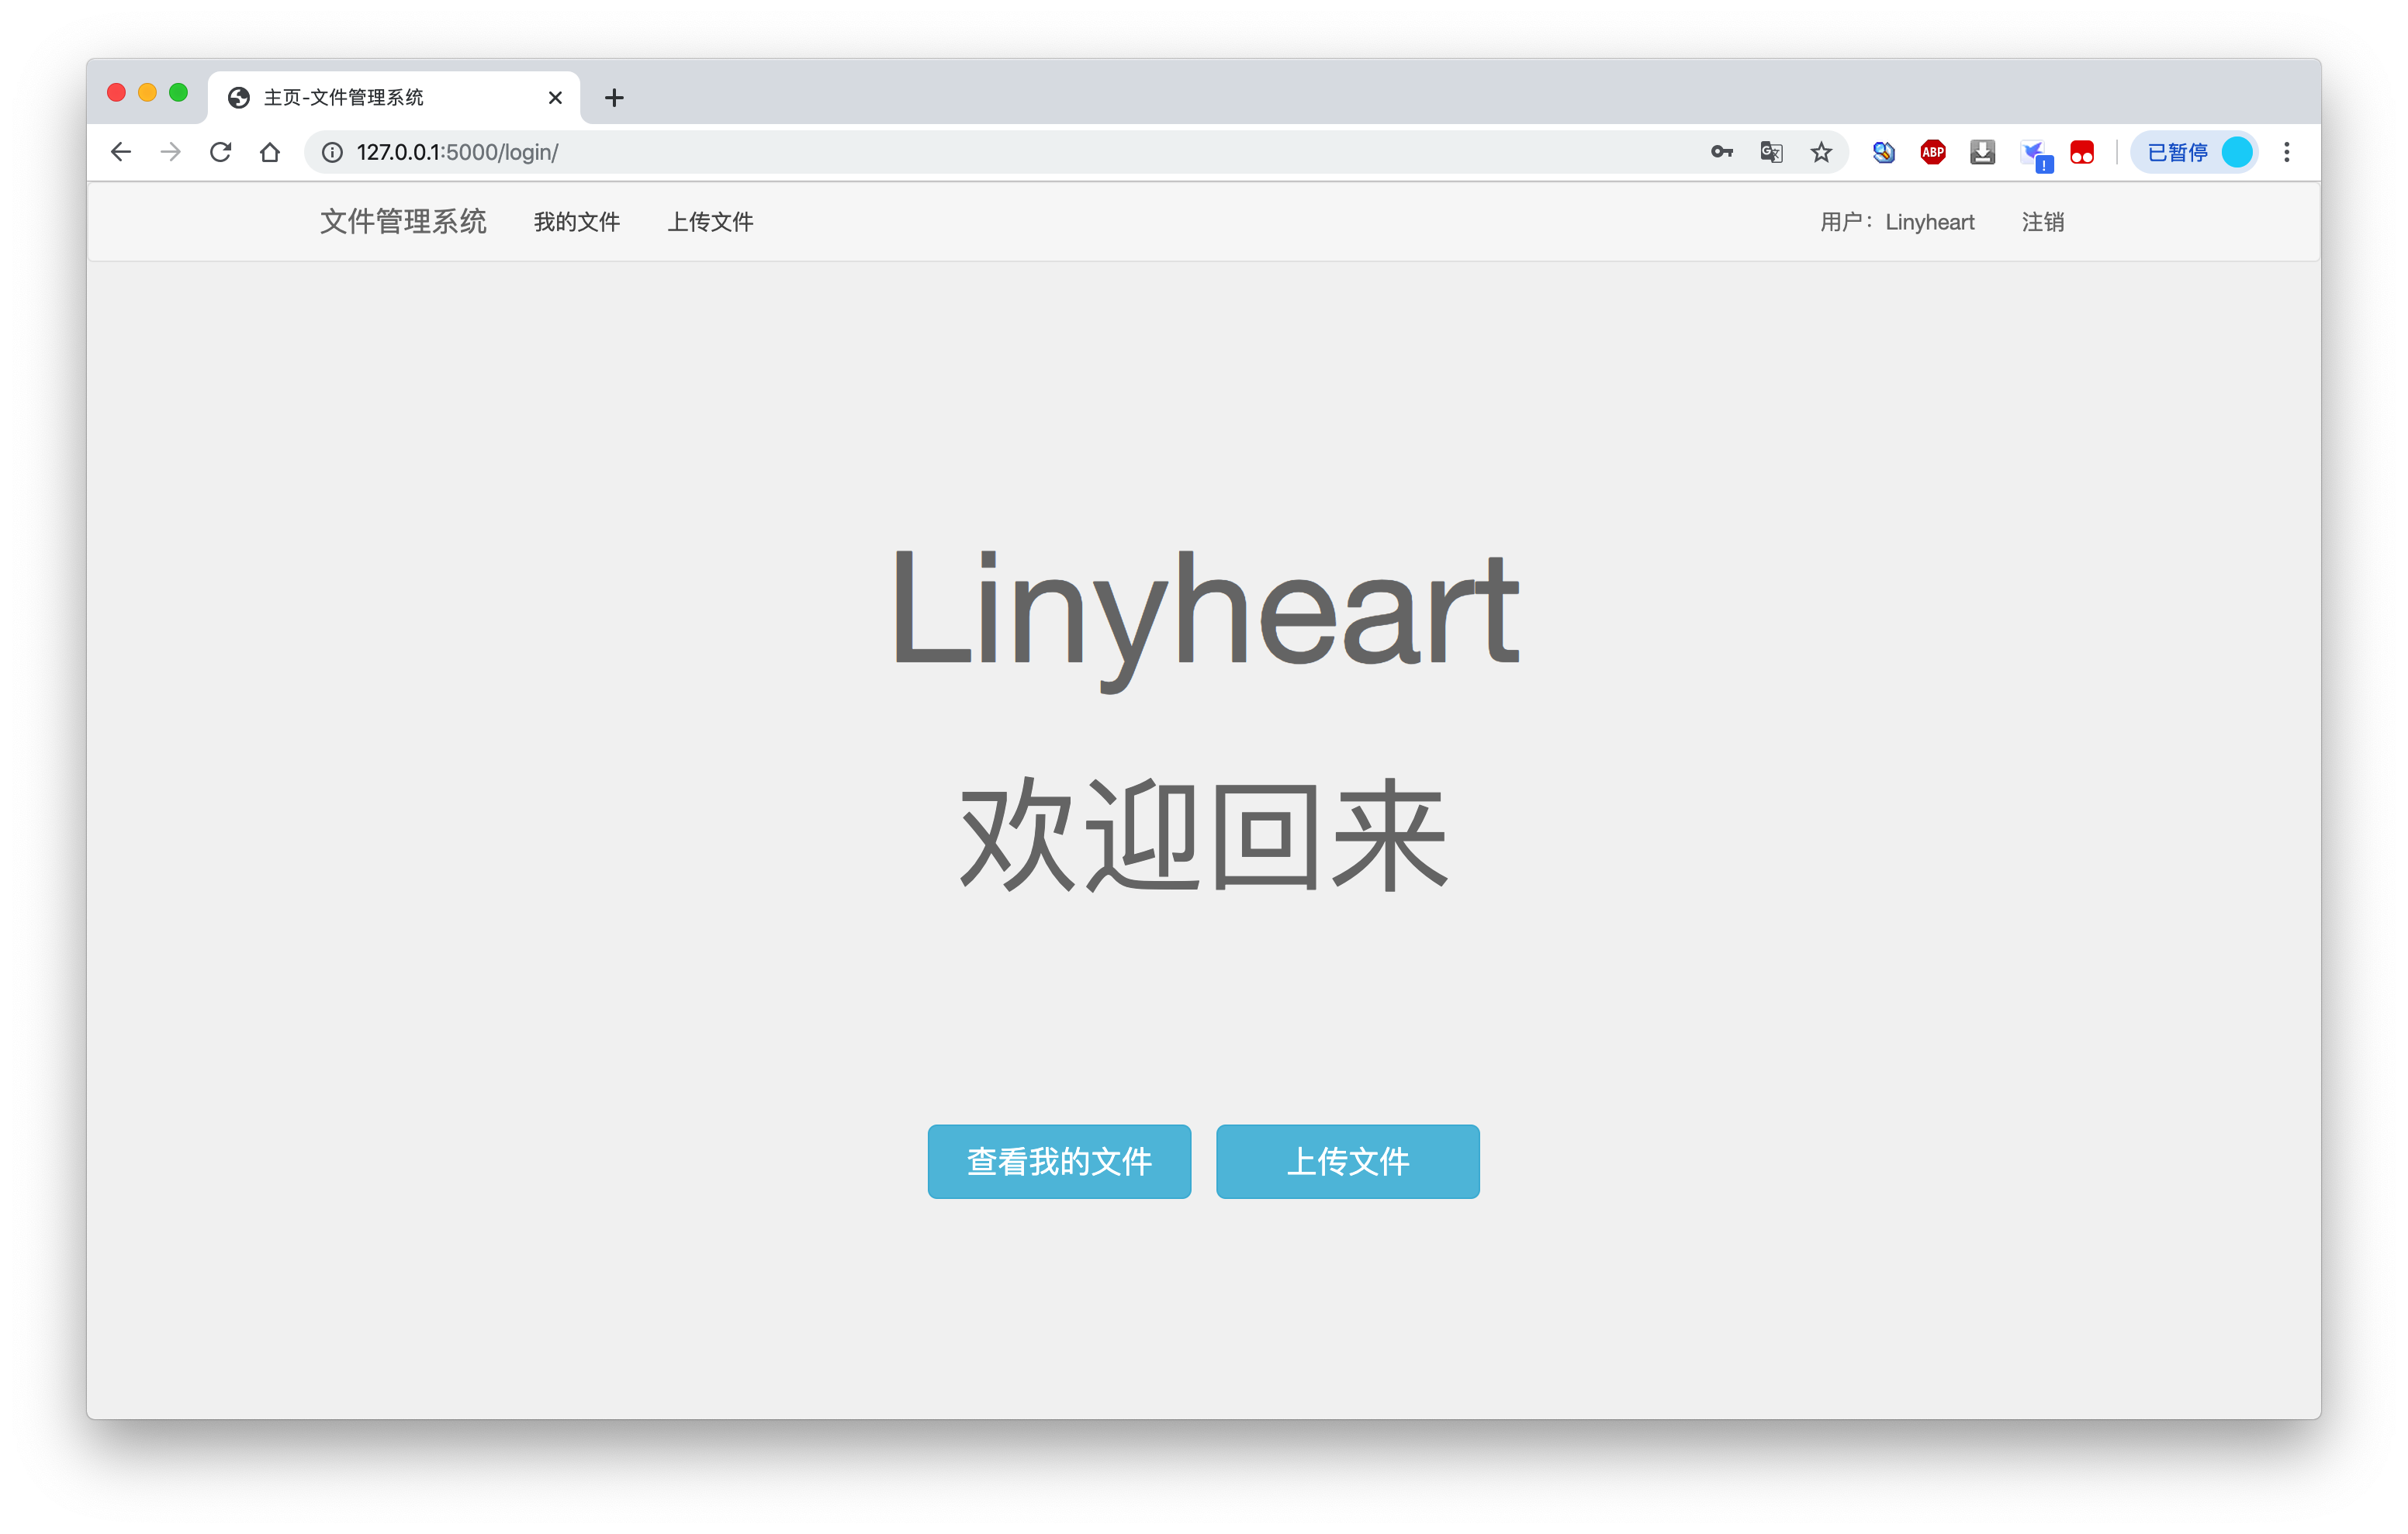 主页-文件管理系统
127.0.0.1:5000/login/
ABP
!
已暂停
文件管理系统 我的文件 上传文件 用户：Linyheart 注销
Linyheart
欢迎回来
查看我的文件 上传文件